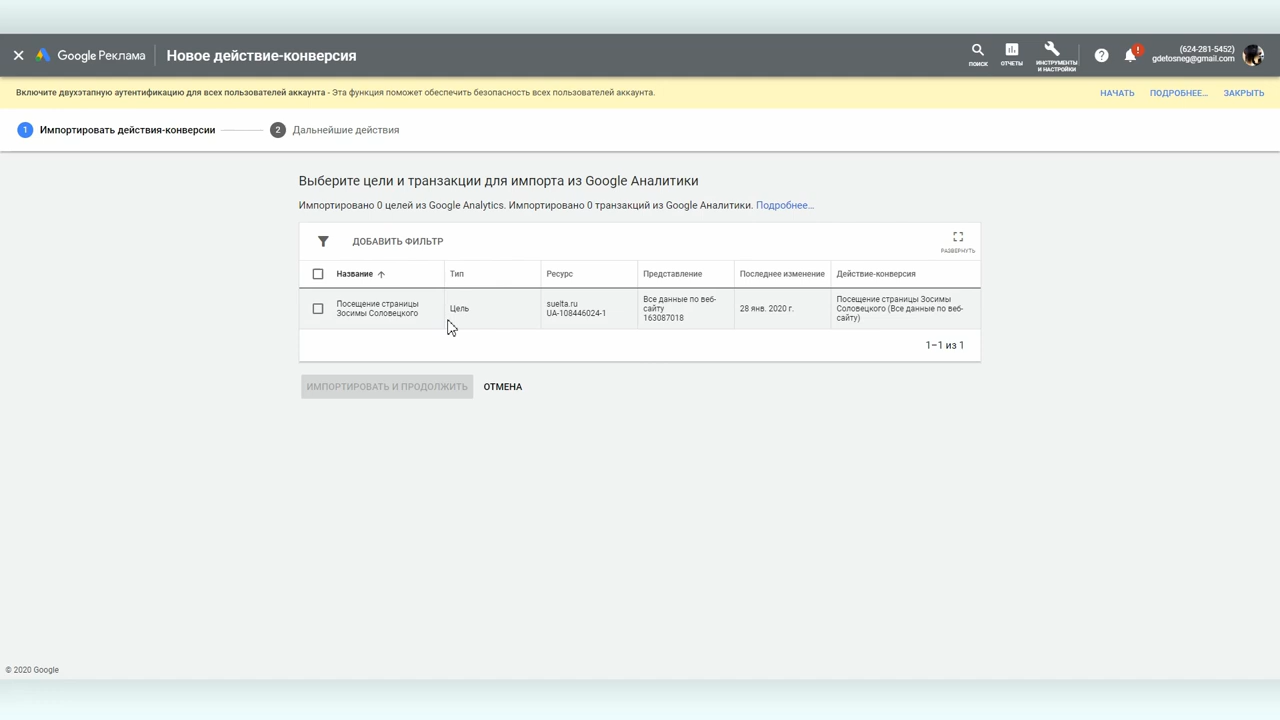 Google Реклама
Новое действие-конверсия
ПОИСК
ОТЧЕТЫ
ИНСТРУМЕНТЫ
И НАСТРОЙКИ
?
!
(624-281-5452)
gdetosneg@gmail.com
Включите двухэтапную аутентификацию для всех пользователей аккаунта - Эта функция поможет обеспечить безопасность всех пользователей аккаунта.
НАЧАТЬ
ПОДРОБНЕЕ...
ЗАКРЫТЬ
1 Импортировать действия-конверсии
2 Дальнейшие действия
Выберите цели и транзакции для импорта из Google Аналитики
Импортировано 0 целей из Google Analytics. Импортировано 0 транзакций из Google Аналитики. Подробнее...
ДОБАВИТЬ ФИЛЬТР
РАЗВЕРНУТЬ
Название
Тип
Ресурс
Представление
Последнее изменение
Действие-конверсия
Посещение страницы
Зосимы Соловецкого
Цель
suelta.ru
UA-108446024-1
Все данные по веб-
сайту
163087018
28 янв. 2020 г.
Посещение страницы Зосимы
Соловецкого (Все данные по веб-
сайту)
1–1 из 1
ИМПОРТИРОВАТЬ И ПРОДОЛЖИТЬ
ОТМЕНА
© 2020 Google